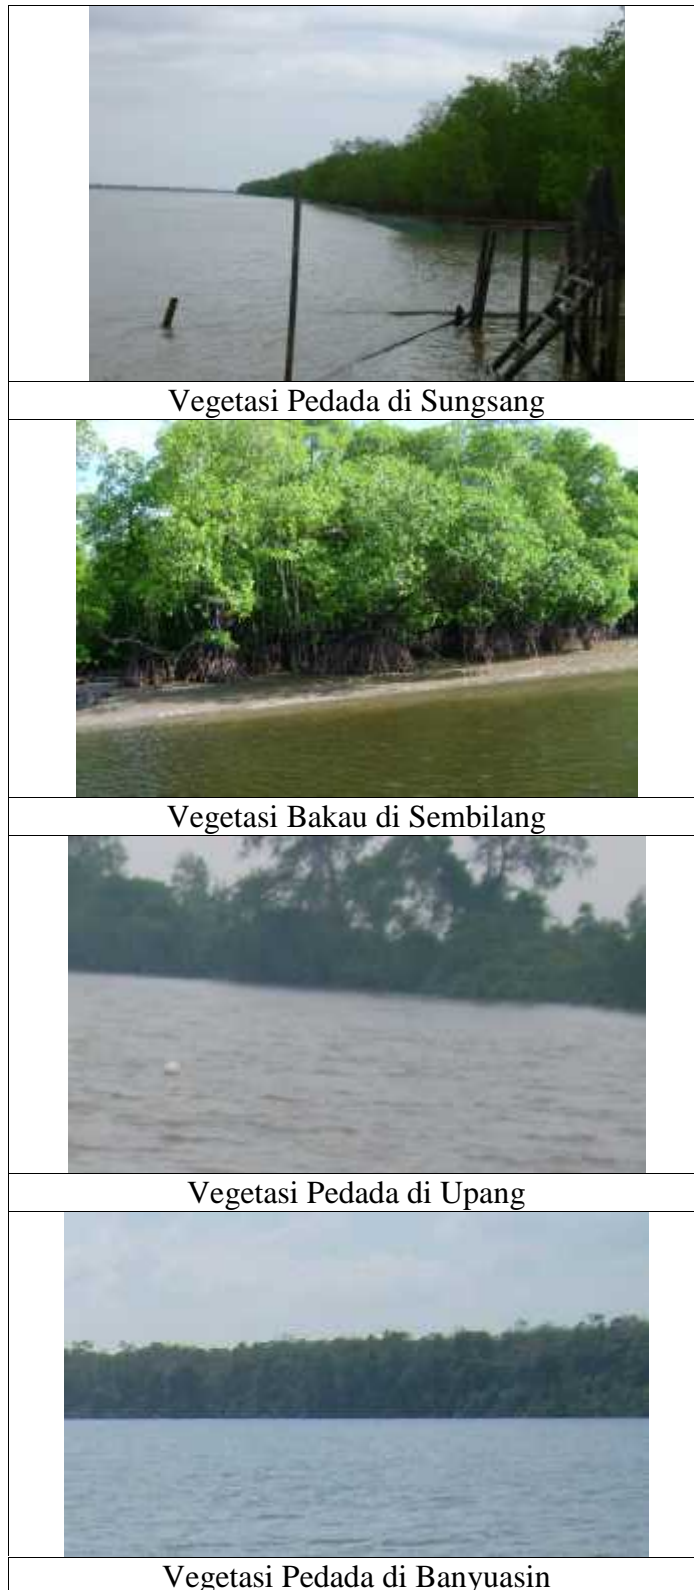 Vegetasi Pedada di Sungsang
Vegetasi Bakau di Sembilang
Vegetasi Pedada di Upang
Vegetasi Pedada di Banyuasin